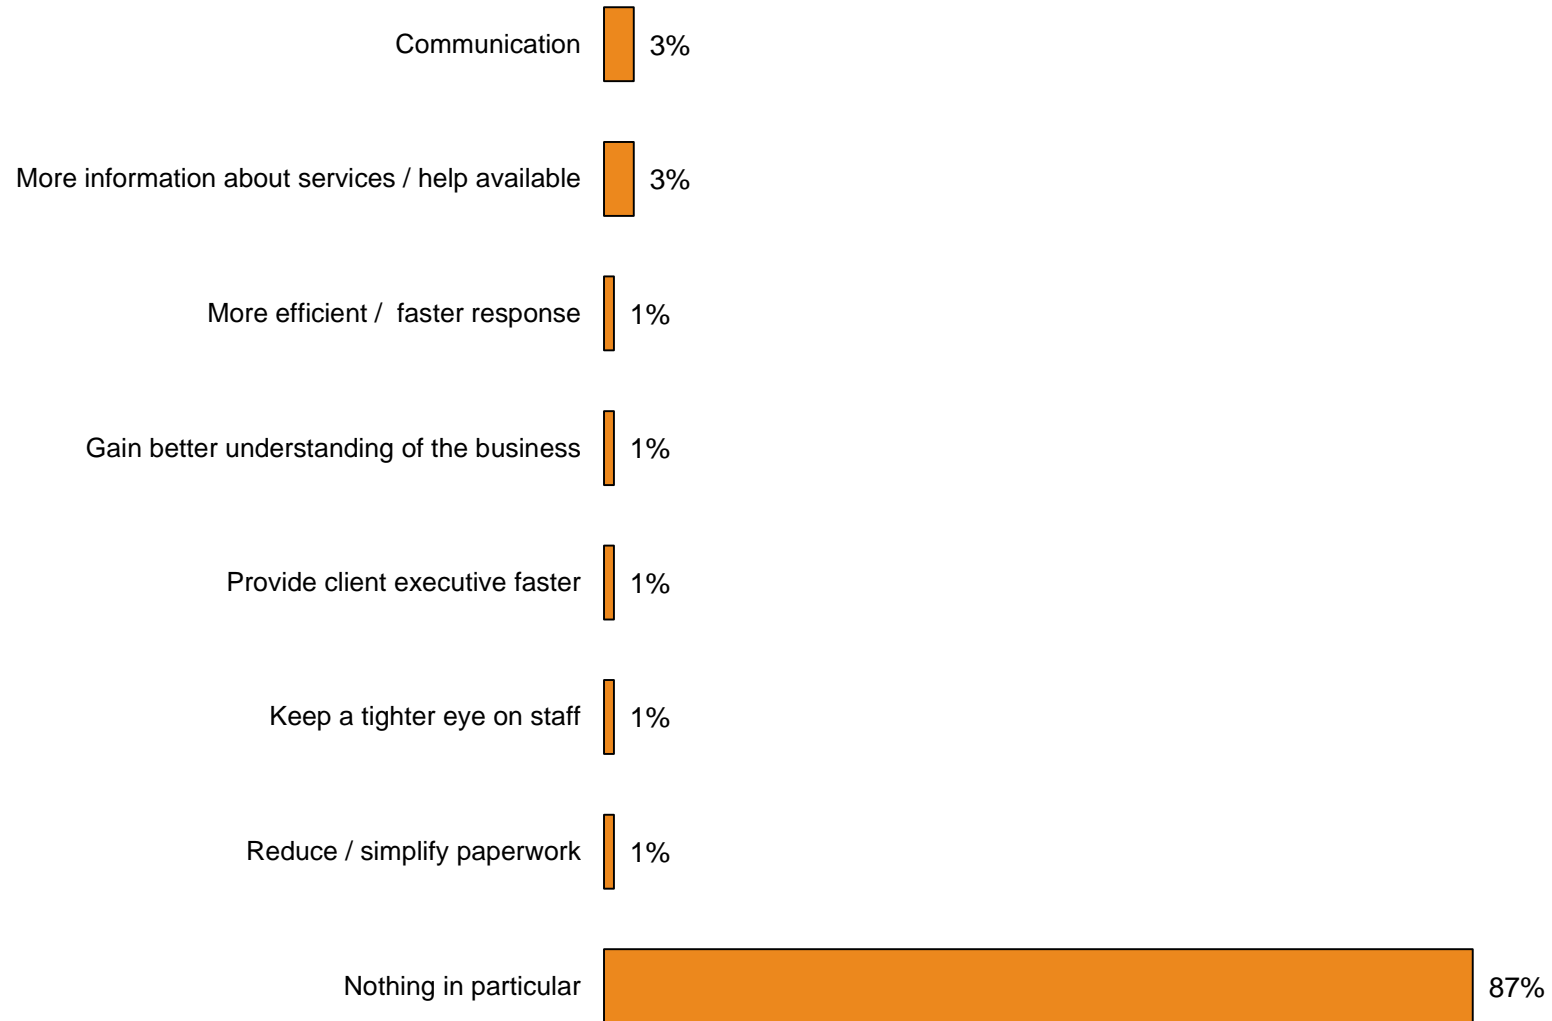 Communication 3%
More information about services / help available 3%
More efficient /  faster response 1%
Gain better understanding of the business 1%
Provide client executive faster 1%
Keep a tighter eye on staff 1%
Reduce / simplify paperwork 1%
Nothing in particular 87%